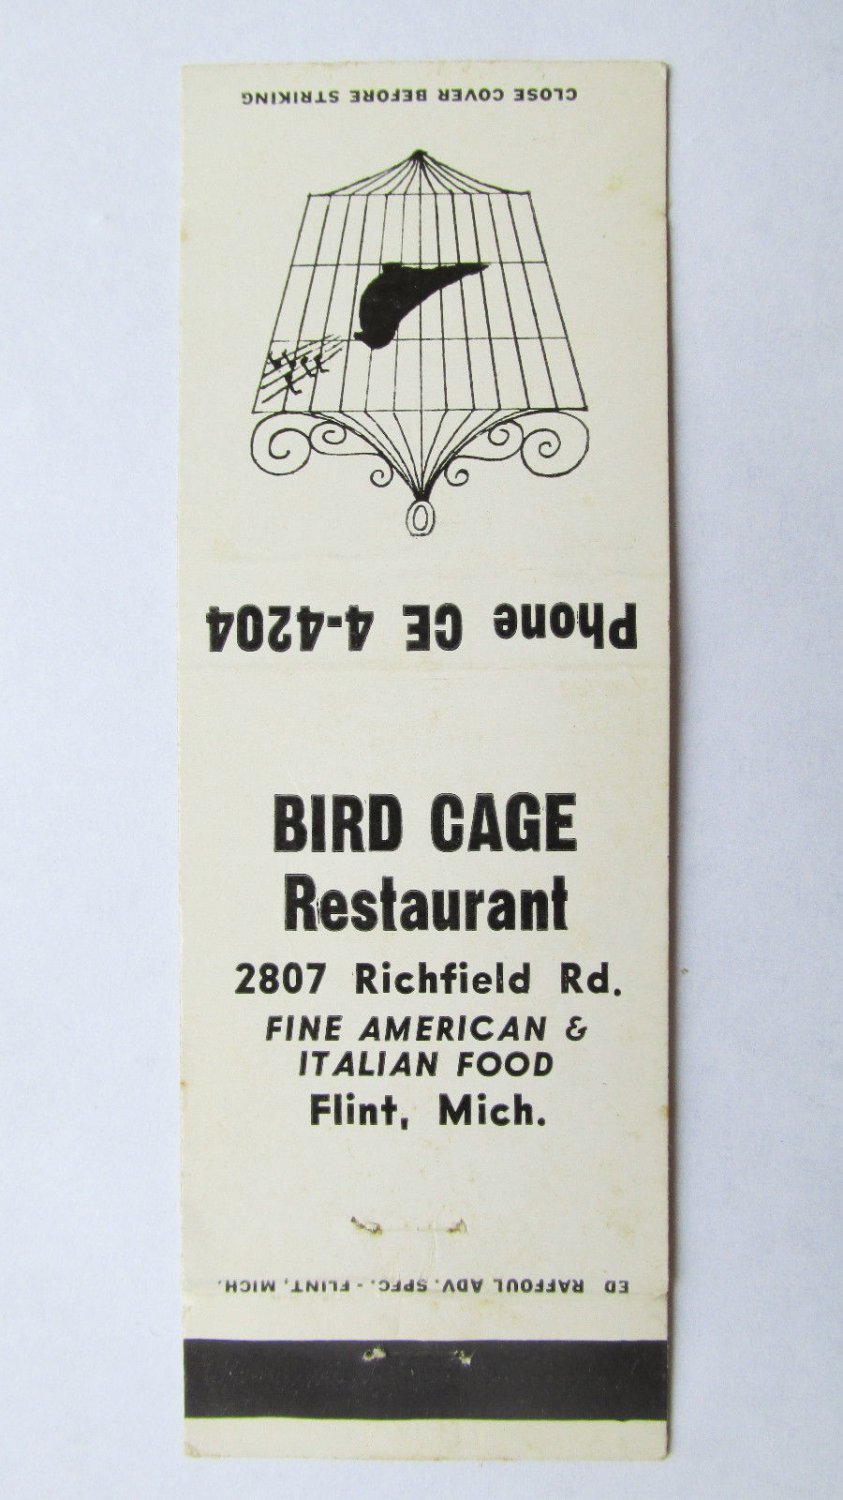 CLOSE COVER BEFORE STRIKING
Phone CE 4-4204
BIRD CAGE
Restaurant
2807 Richfield Rd.
FINE AMERICAN &
ITALIAN FOOD
Flint, Mich.
ED RAFFOUL ADV. SPEC. - FLINT, MICH.